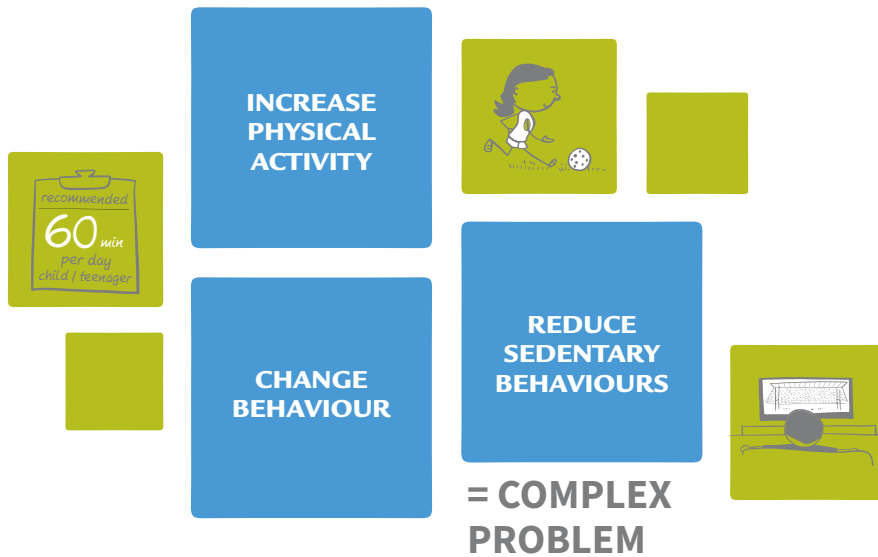 INCREASE
PHYSICAL
ACTIVITY
recommended
60 min
per day
child / teenager
CHANGE
BEHAVIOUR
REDUCE
SEDENTARY
BEHAVIOURS
= COMPLEX
PROBLEM